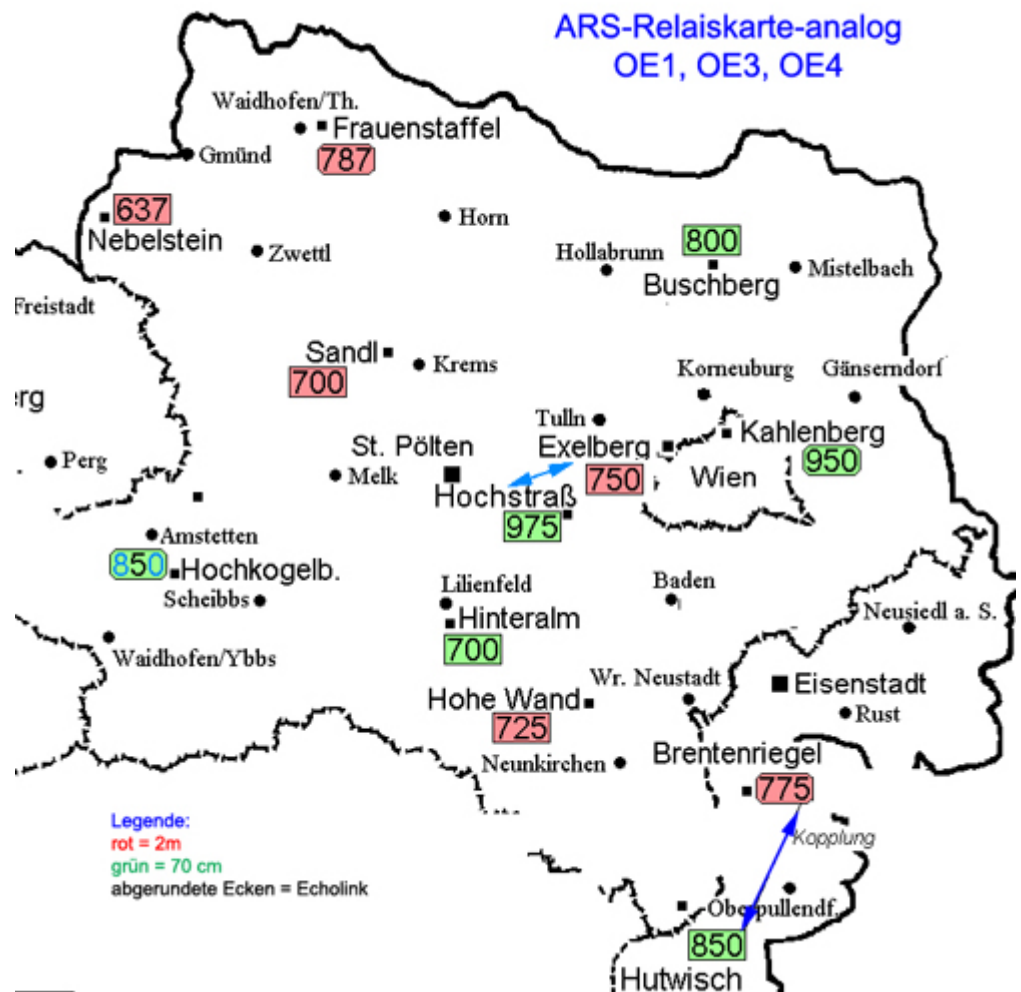 ARS-Relaiskarte-analog
OE1, OE3, OE4
Waidhofen/Th.
Frauenstaffel
787
Gmünd
637
Nebelstein
Horn
Zwettl
Hollabrunn
800
Buschberg
Mistelbach
Freistadt
Sandl
700
Krems
Korneuburg
Gänserndorf
erg
Tulln
Kahlenberg
950
St. Pölten
Exelberg
750
Wien
Perg
Melk
Hochstraß
975
Amstetten
850
Hochkogelb.
Scheibbs
Lilienfeld
Hinteralm
700
Baden
Neusiedl a. S.
Waidhofen/Ybbs
Wr. Neustadt
Eisenstadt
Hohe Wand
725
Rust
Neunkirchen
Brentenriegel
775
Kopplung
Legende:
rot = 2m
grün = 70 cm
abgerundete Ecken = Echolink
Oberpullendf.
850
Hutwisch